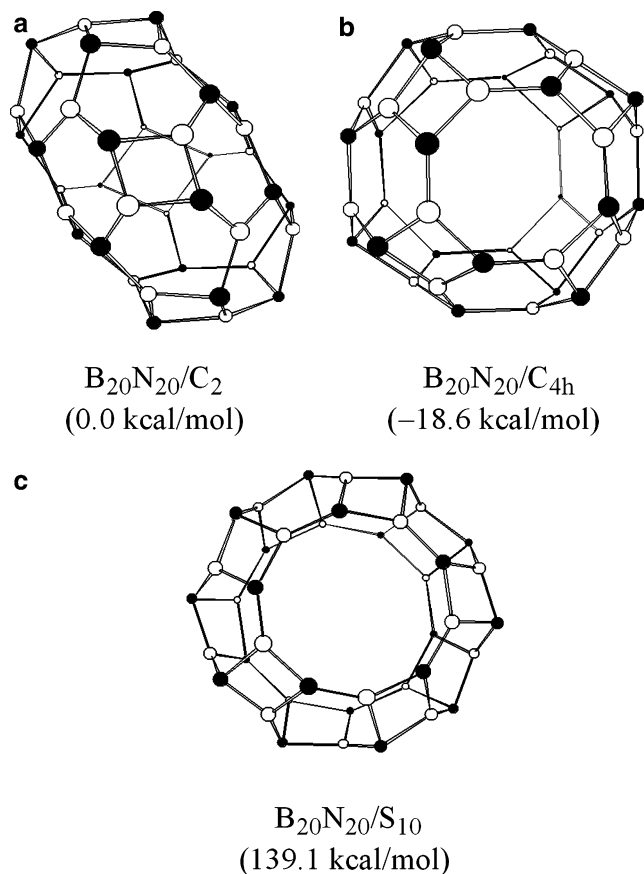 a
b
B₂₀N₂₀/C₂
(0.0 kcal/mol)
B₂₀N₂₀/C₄ₕ
(−18.6 kcal/mol)
c
B₂₀N₂₀/S₁₀
(139.1 kcal/mol)